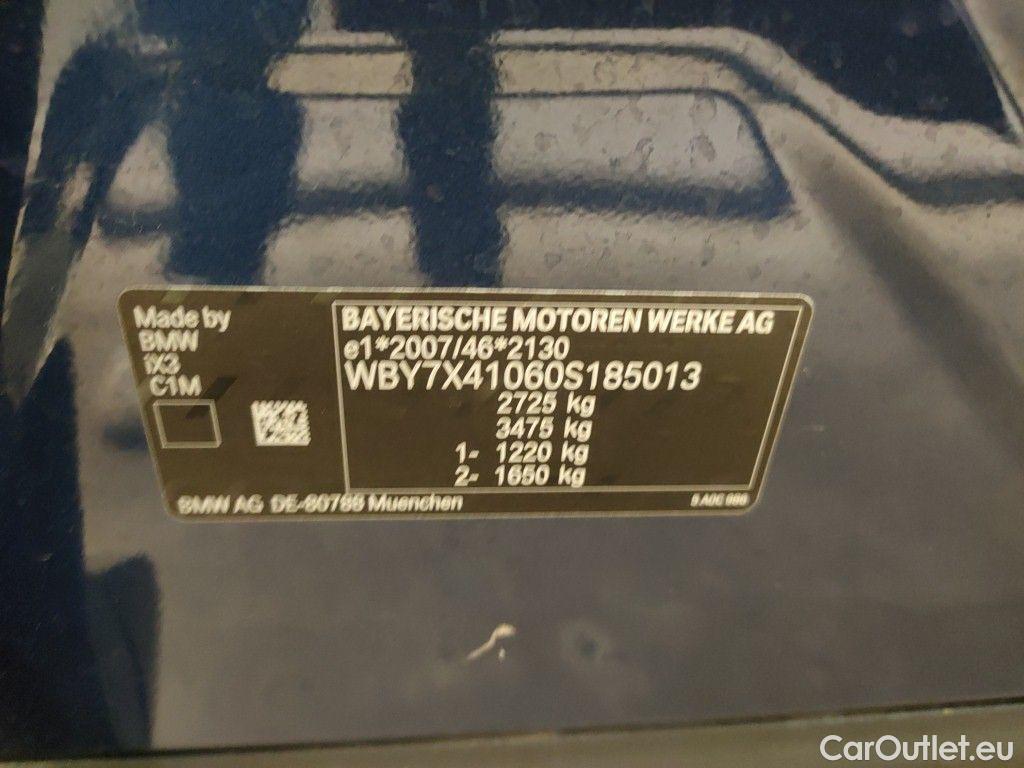 Made by
BMW
iX3
C1M
BAYERISCHE MOTOREN WERKE AG
e1*2007/46*2130
WBY7X41060S185013
2725 kg
3475 kg
1- 1220 kg
2- 1650 kg
BMW AG DE-80788 Muenchen
CarOutlet.eu